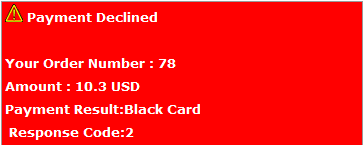 Payment Declined
Your Order Number : 78
Amount : 10.3 USD
Payment Result:Black Card
Response Code:2